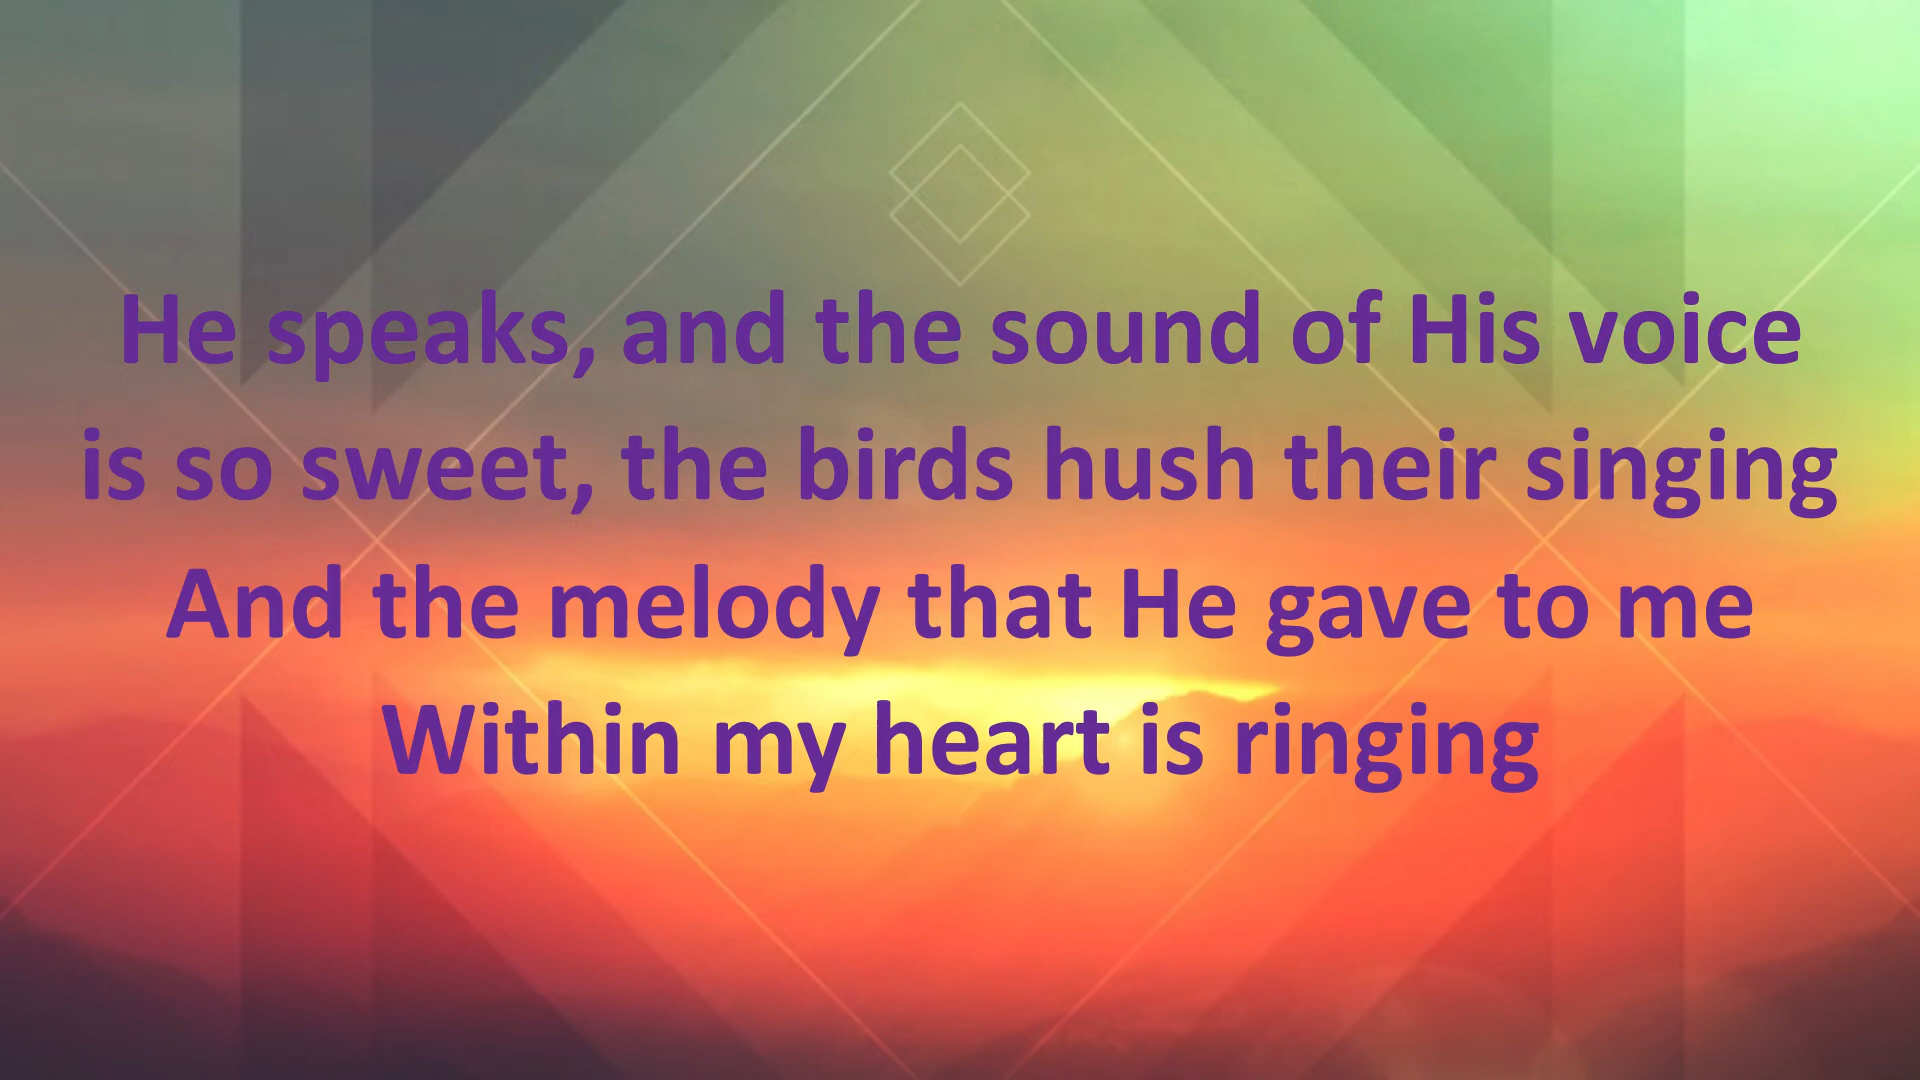 He speaks, and the sound of His voice
is so sweet, the birds hush their singing
And the melody that He gave to me
Within my heart is ringing